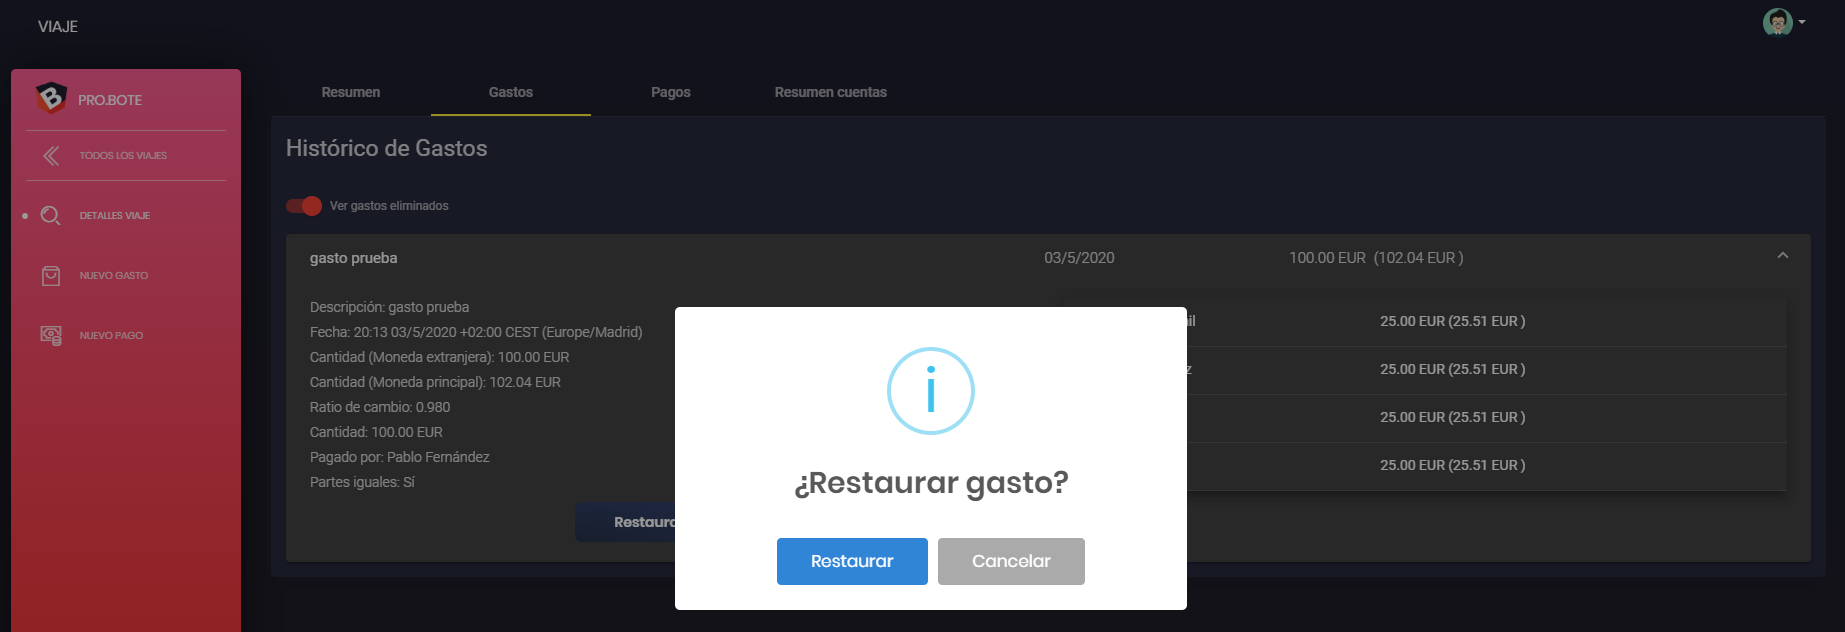 VIAJE
PRO.BOTE
TODOS LOS VIAJES
DETALLES VIAJE
NUEVO GASTO
NUEVO PAGO
Resumen Gastos Pagos Resumen cuentas
Histórico de Gastos
Ver gastos eliminados
gasto prueba 03/5/2020 100.00 EUR (102.04 EUR )
Descripción: gasto prueba
Fecha: 20:13 03/5/2020 +02:00 CEST (Europe/Madrid)
Cantidad (Moneda extranjera): 100.00 EUR
Cantidad (Moneda principal): 102.04 EUR
Ratio de cambio: 0.980
Cantidad: 100.00 EUR
Pagado por: Pablo Fernández
Partes iguales: Sí
25.00 EUR (25.51 EUR )
25.00 EUR (25.51 EUR )
25.00 EUR (25.51 EUR )
25.00 EUR (25.51 EUR )
¿Restaurar gasto?
Restaurar Cancelar